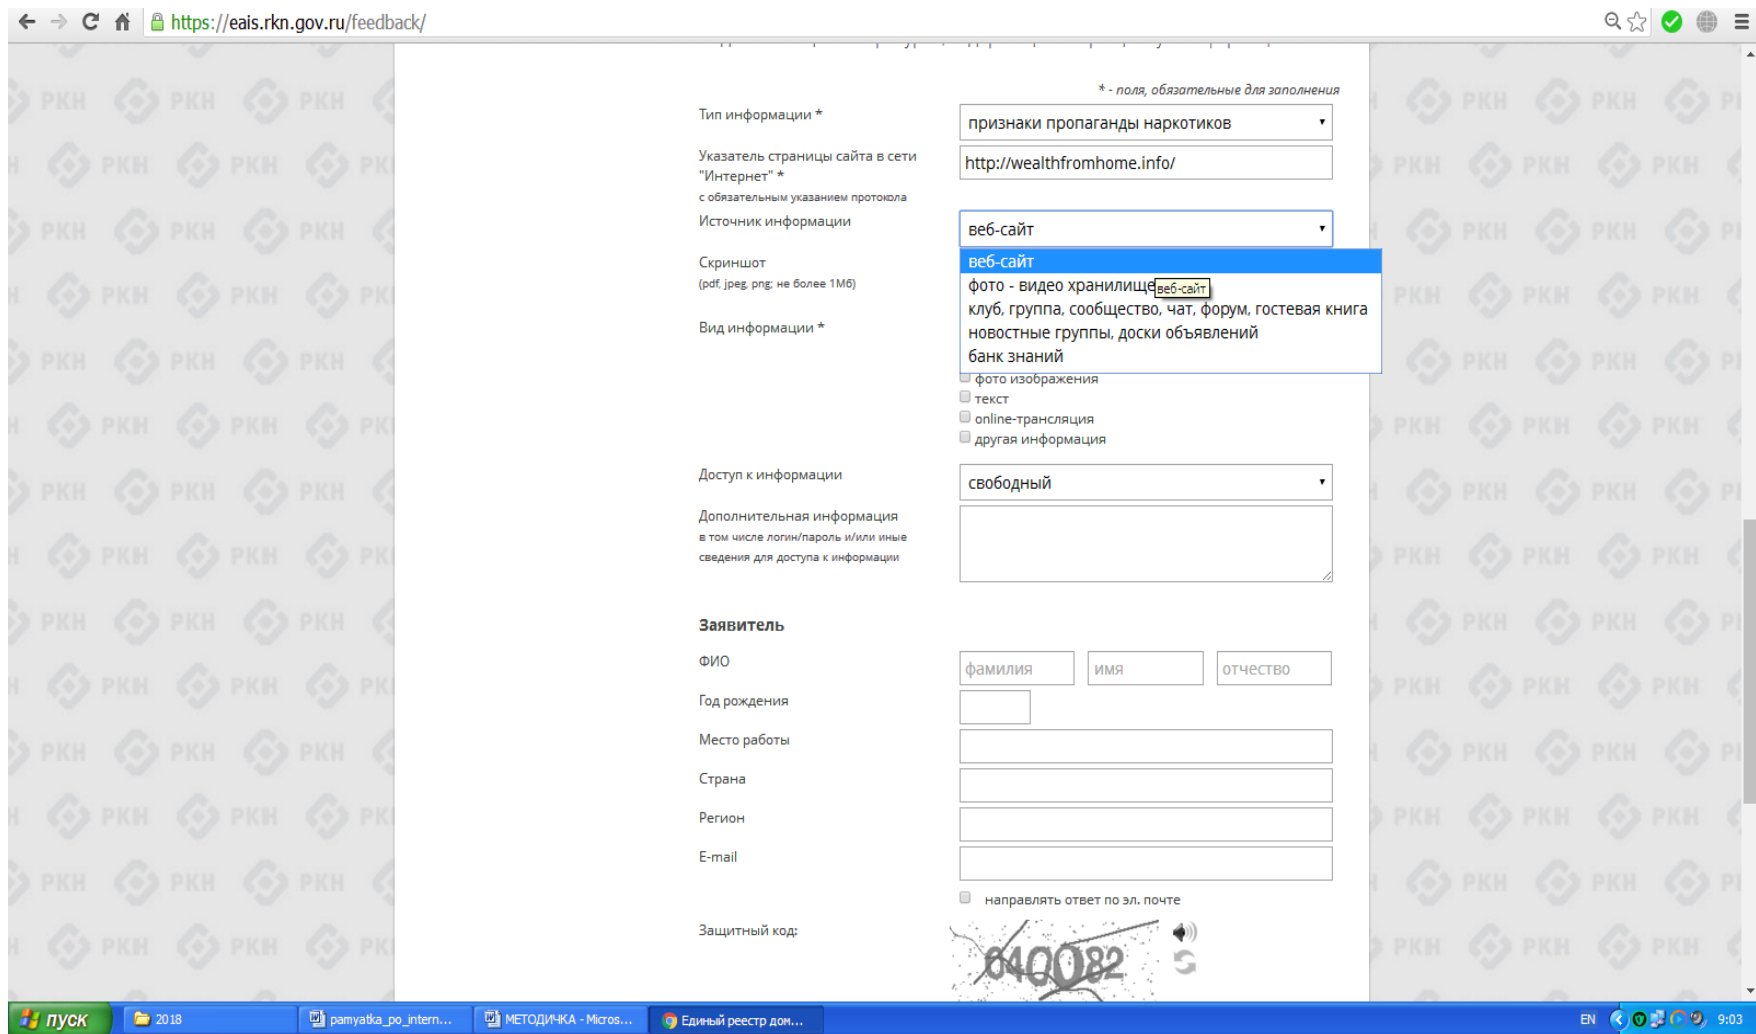 https://eais.rkn.gov.ru/feedback/
* - поля, обязательные для заполнения
Тип информации *
признаки пропаганды наркотиков
Указатель страницы сайта в сети
"Интернет" *
с обязательным указанием протокола
http://wealthfromhome.info/
Источник информации
веб-сайт
веб-сайт
фото - видео хранилище
веб-сайт
клуб, группа, сообщество, чат, форум, гостевая книга
новостные группы, доски объявлений
банк знаний
Скриншот
(pdf, jpeg, png; не более 1Мб)
Вид информации *
фото изображения
текст
online-трансляция
другая информация
Доступ к информации
свободный
Дополнительная информация
в том числе логин/пароль и/или иные
сведения для доступа к информации
Заявитель
ФИО
фамилия
имя
отчество
Год рождения
Место работы
Страна
Регион
E-mail
направлять ответ по эл. почте
Защитный код:
040082
РКН
пуск
2018
pamyatka_po_intern...
МЕТОДИЧКА - Micros...
Единый реестр дом...
EN
9:03